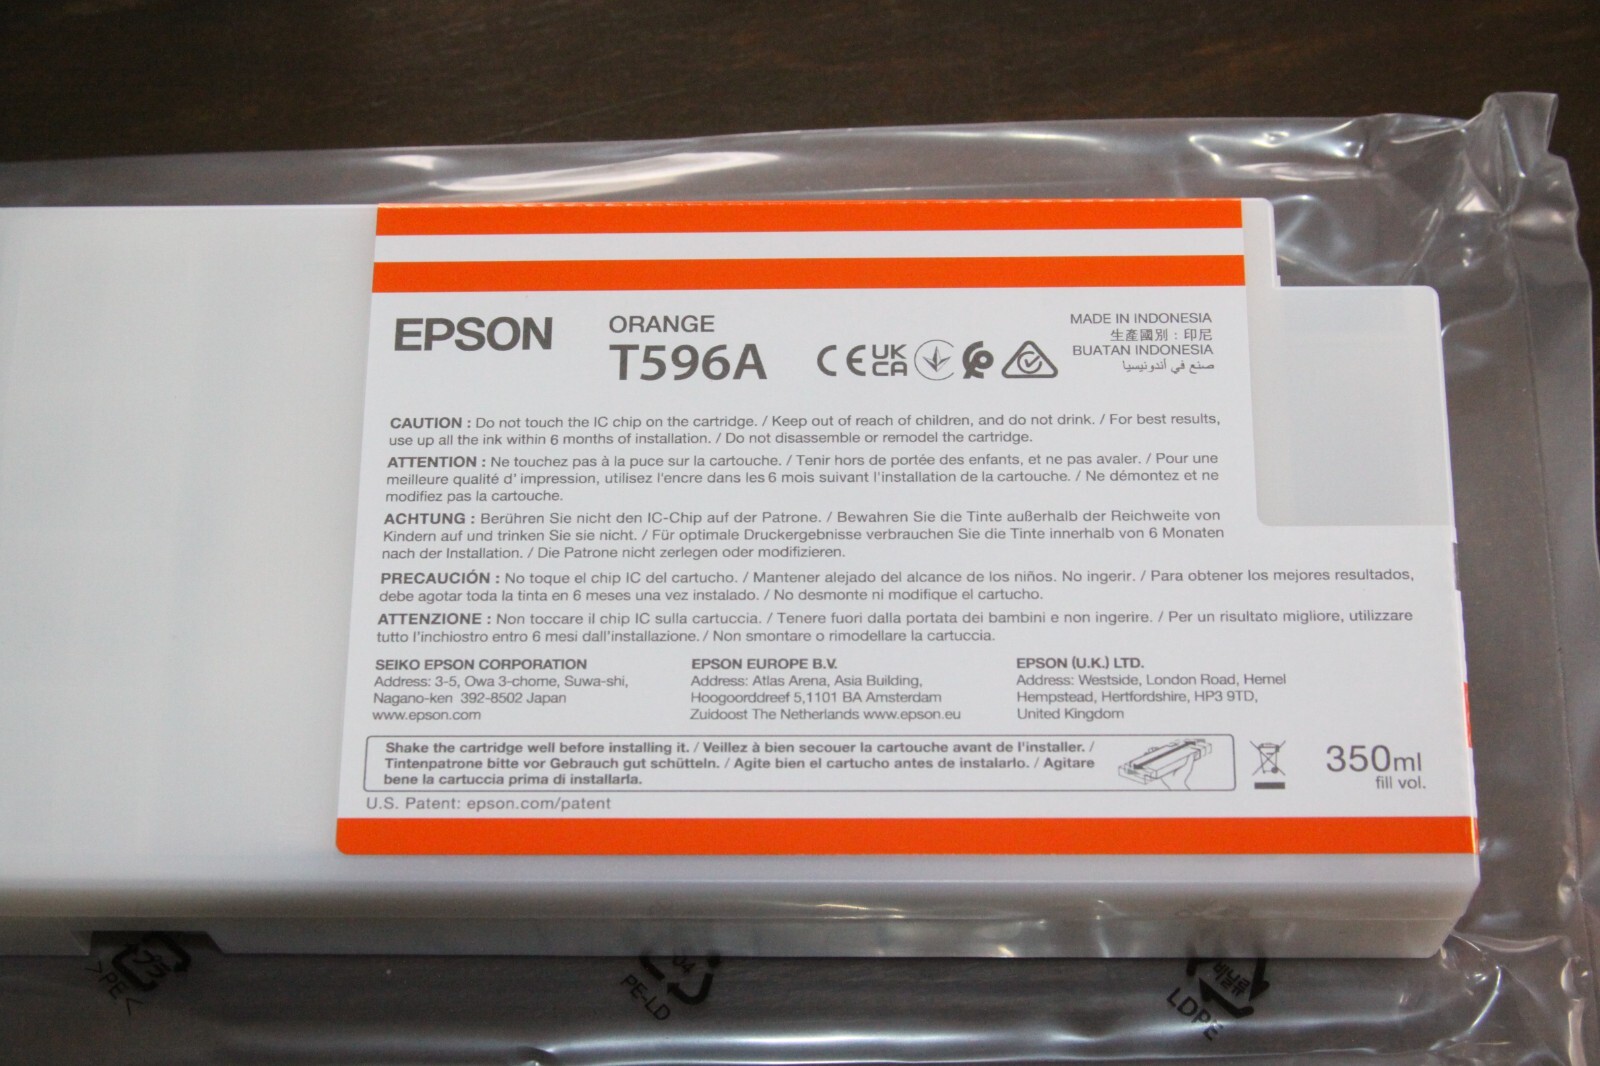 EPSON
ORANGE
T596A
CE
UK
CA
MADE IN INDONESIA
生產國別：印尼
BUATAN INDONESIA
صنع في أندونيسيا
CAUTION : Do not touch the IC chip on the cartridge. / Keep out of reach of children, and do not drink. / For best results,
use up all the ink within 6 months of installation. / Do not disassemble or remodel the cartridge.
ATTENTION : Ne touchez pas à la puce sur la cartouche. / Tenir hors de portée des enfants, et ne pas avaler. / Pour une
meilleure qualité d' impression, utilisez l'encre dans les 6 mois suivant l'installation de la cartouche. / Ne démontez et ne
modifiez pas la cartouche.
ACHTUNG : Berühren Sie nicht den IC-Chip auf der Patrone. / Bewahren Sie die Tinte außerhalb der Reichweite von
Kindern auf und trinken Sie sie nicht. / Für optimale Druckergebnisse verbrauchen Sie die Tinte innerhalb von 6 Monaten
nach der Installation. / Die Patrone nicht zerlegen oder modifizieren.
PRECAUCIÓN : No toque el chip IC del cartucho. / Mantener alejado del alcance de los niños. No ingerir. / Para obtener los mejores resultados,
debe agotar toda la tinta en 6 meses una vez instalado. / No desmonte ni modifique el cartucho.
ATTENZIONE : Non toccare il chip IC sulla cartuccia. / Tenere fuori dalla portata dei bambini e non ingerire. / Per un risultato migliore, utilizzare
tutto l'inchiostro entro 6 mesi dall'installazione. / Non smontare o rimodellare la cartuccia.
SEIKO EPSON CORPORATION
Address: 3-5, Owa 3-chome, Suwa-shi,
Nagano-ken 392-8502 Japan
www.epson.com
EPSON EUROPE B.V.
Address: Atlas Arena, Asia Building,
Hoogoorddreef 5,1101 BA Amsterdam
Zuidoost The Netherlands www.epson.eu
EPSON (U.K.) LTD.
Address: Westside, London Road, Hemel
Hempstead, Hertfordshire, HP3 9TD,
United Kingdom
Shake the cartridge well before installing it. / Veillez à bien secouer la cartouche avant de l'installer. /
Tintenpatrone bitte vor Gebrauch gut schütteln. / Agite bien el cartucho antes de instalarlo. / Agitare
bene la cartuccia prima di installarla.
350ml
fill vol.
U.S. Patent: epson.com/patent
プラ
>PE<
04
PE-LD
비닐류
LDPE